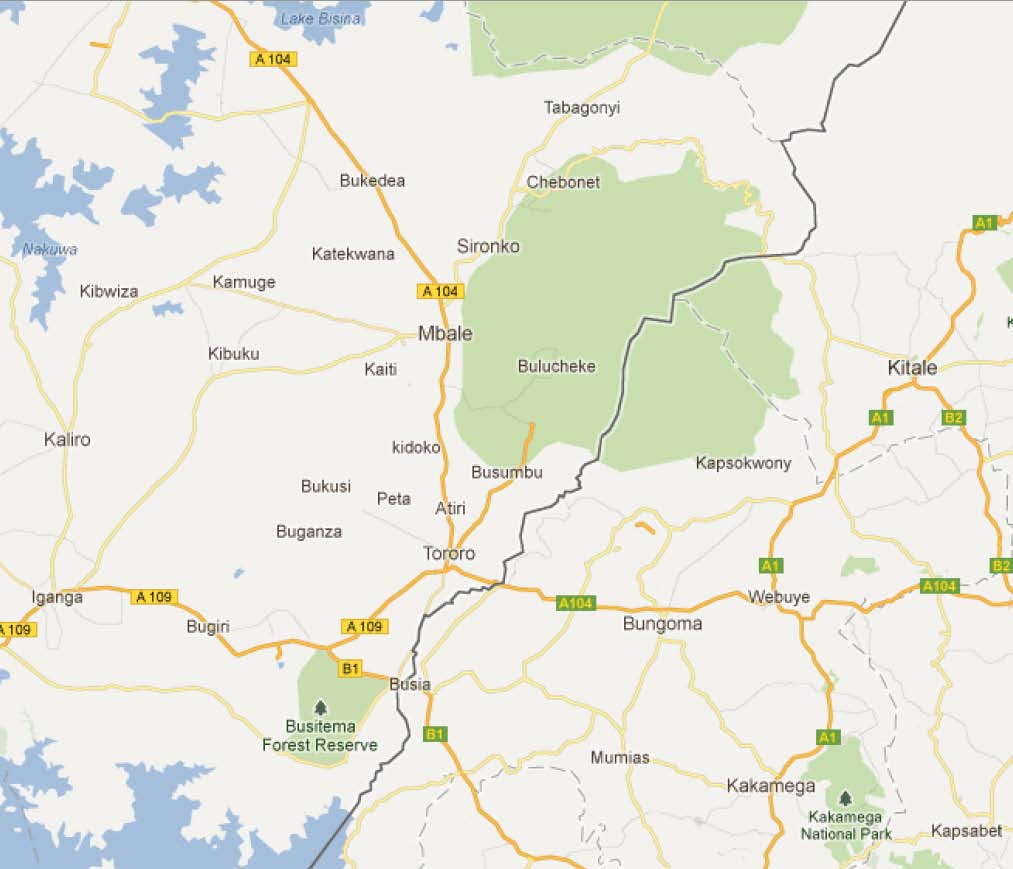 Lake Bisina
A 104
Tabagonyi
Bukedea
Chebonet
A1
Nakuwa
Sironko
Katekwana
Kibwiza
Kamuge
A 104
Mbale
Kibuku
Kaiti
Bulucheke
Kitale
A1
B2
Kaliro
kidoko
Busumbu
Kapsokwony
Bukusi
Peta
Atiri
Buganza
Tororo
A1
B2
Iganga
A 109
A104
A104
Webuye
A 109
Bugiri
A 109
Bungoma
B1
Busia
Busitema
Forest Reserve
B1
A1
Mumias
Kakamega
Kakamega
National Park
Kapsabet